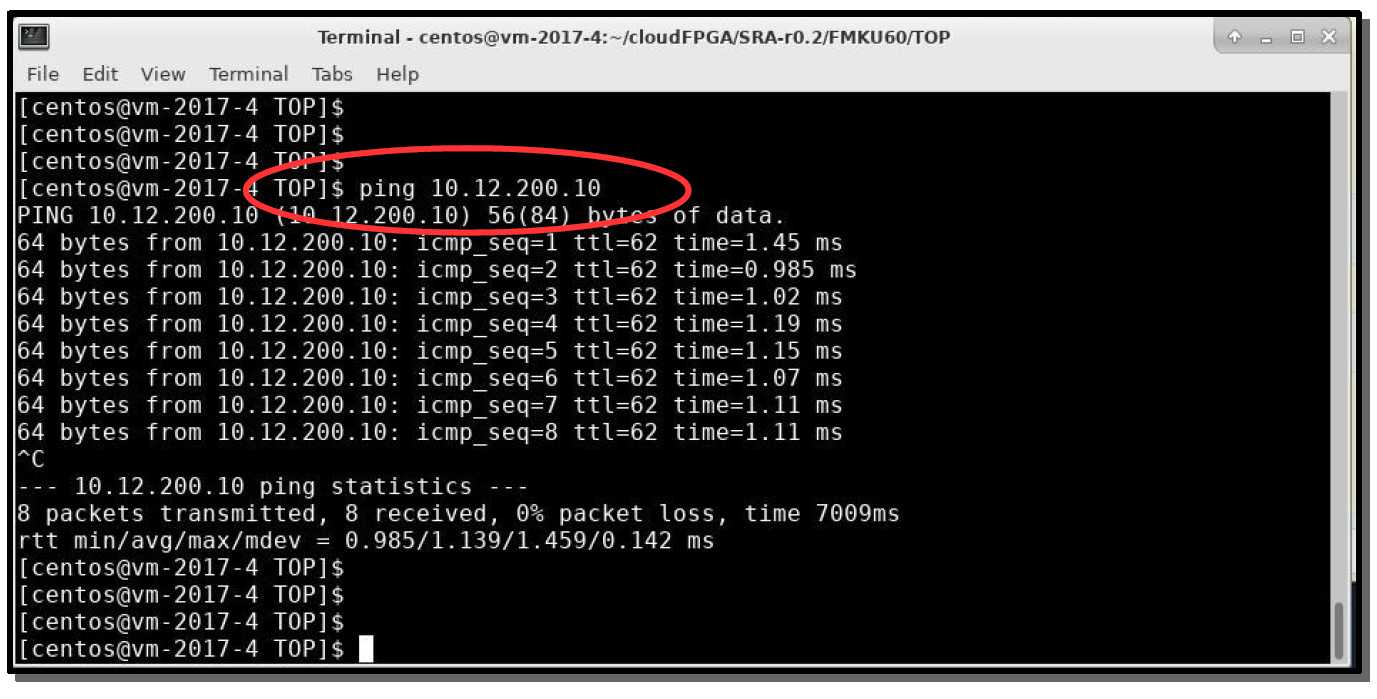 Terminal - centos@vm-2017-4:~/cloudFPGA/SRA-r0.2/FMKU60/TOP
File Edit View Terminal Tabs Help
[centos@vm-2017-4 TOP]$
[centos@vm-2017-4 TOP]$
[centos@vm-2017-4 TOP]$
[centos@vm-2017-4 TOP]$ ping 10.12.200.10
PING 10.12.200.10 (10.12.200.10) 56(84) bytes of data.
64 bytes from 10.12.200.10: icmp_seq=1 ttl=62 time=1.45 ms
64 bytes from 10.12.200.10: icmp_seq=2 ttl=62 time=0.985 ms
64 bytes from 10.12.200.10: icmp_seq=3 ttl=62 time=1.02 ms
64 bytes from 10.12.200.10: icmp_seq=4 ttl=62 time=1.19 ms
64 bytes from 10.12.200.10: icmp_seq=5 ttl=62 time=1.15 ms
64 bytes from 10.12.200.10: icmp_seq=6 ttl=62 time=1.07 ms
64 bytes from 10.12.200.10: icmp_seq=7 ttl=62 time=1.11 ms
64 bytes from 10.12.200.10: icmp_seq=8 ttl=62 time=1.11 ms
^C
--- 10.12.200.10 ping statistics ---
8 packets transmitted, 8 received, 0% packet loss, time 7009ms
rtt min/avg/max/mdev = 0.985/1.139/1.459/0.142 ms
[centos@vm-2017-4 TOP]$
[centos@vm-2017-4 TOP]$
[centos@vm-2017-4 TOP]$
[centos@vm-2017-4 TOP]$